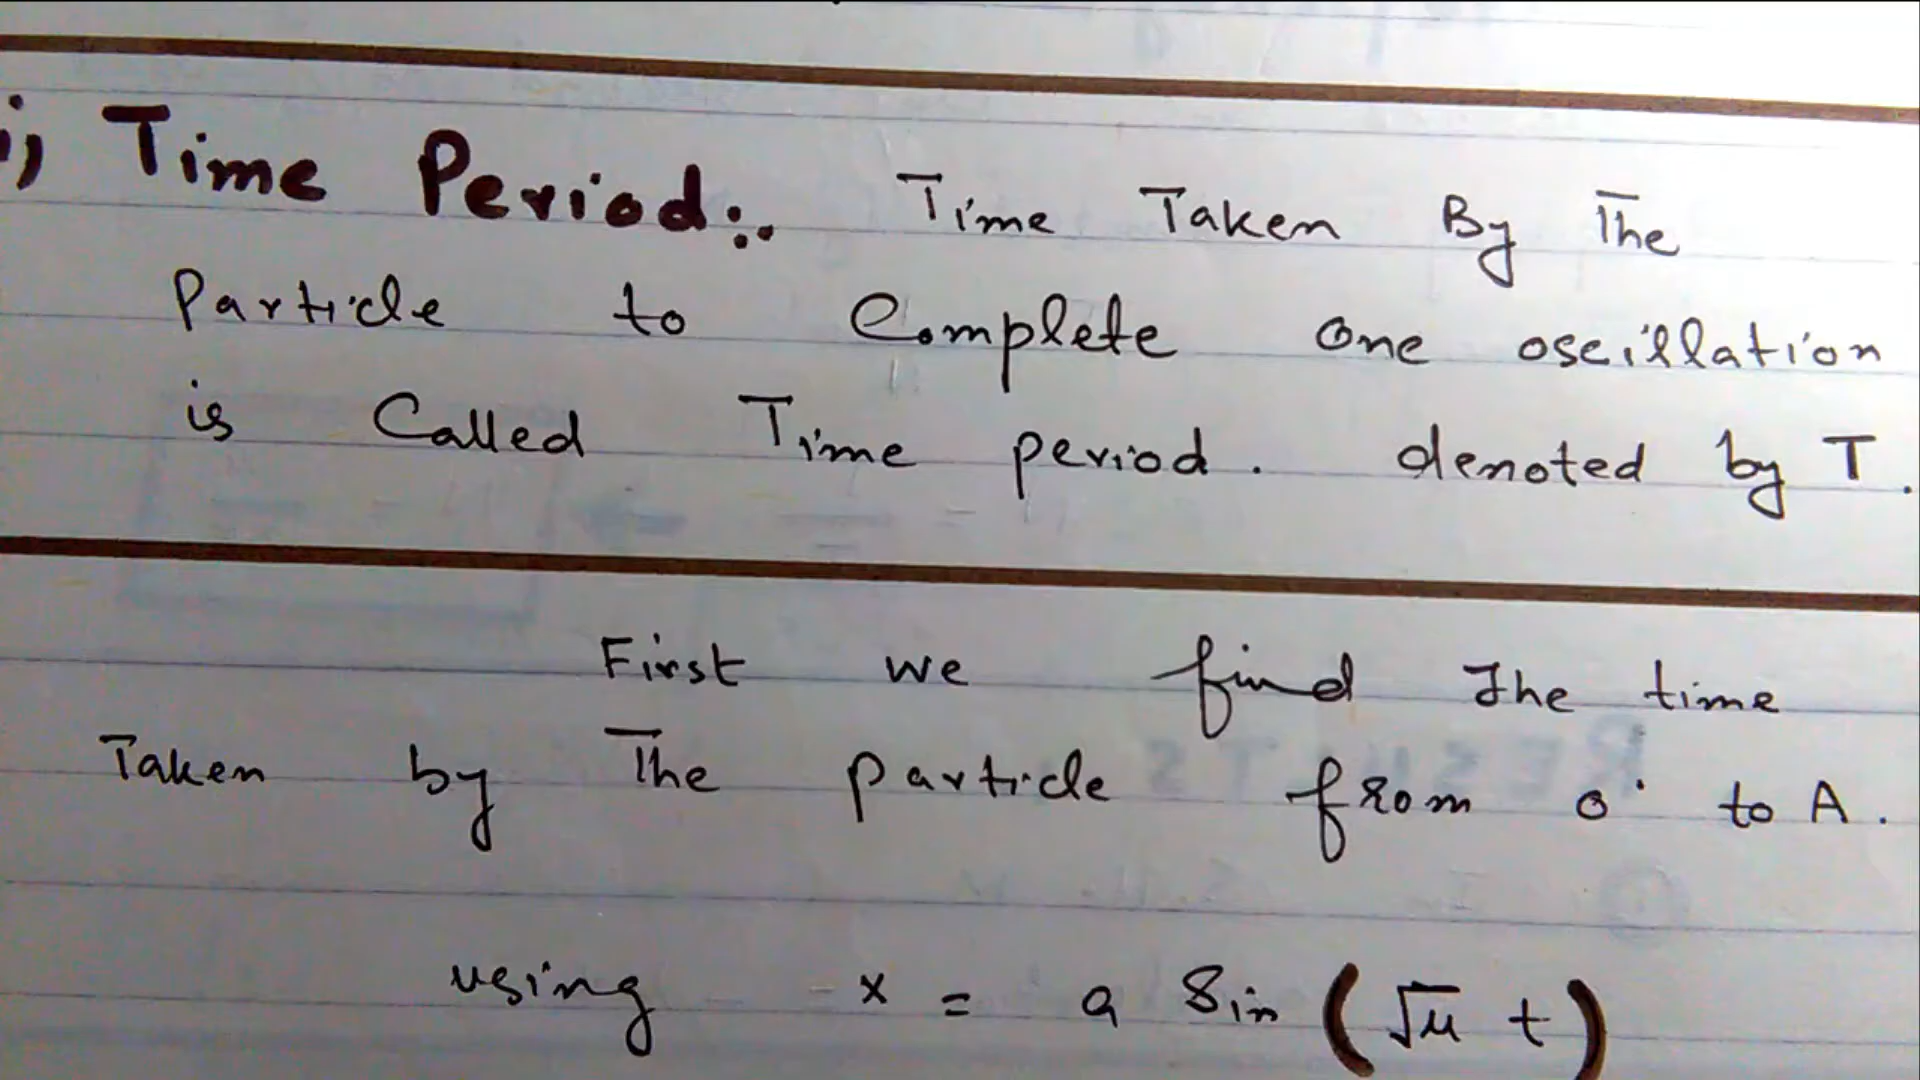 i) Time Period:. Time Taken By The
Particle to Complete One oscillation
is Called Time period. denoted by T.
First we find The time
Taken by The particle from o to A.
using x = a Sin (√μ t)